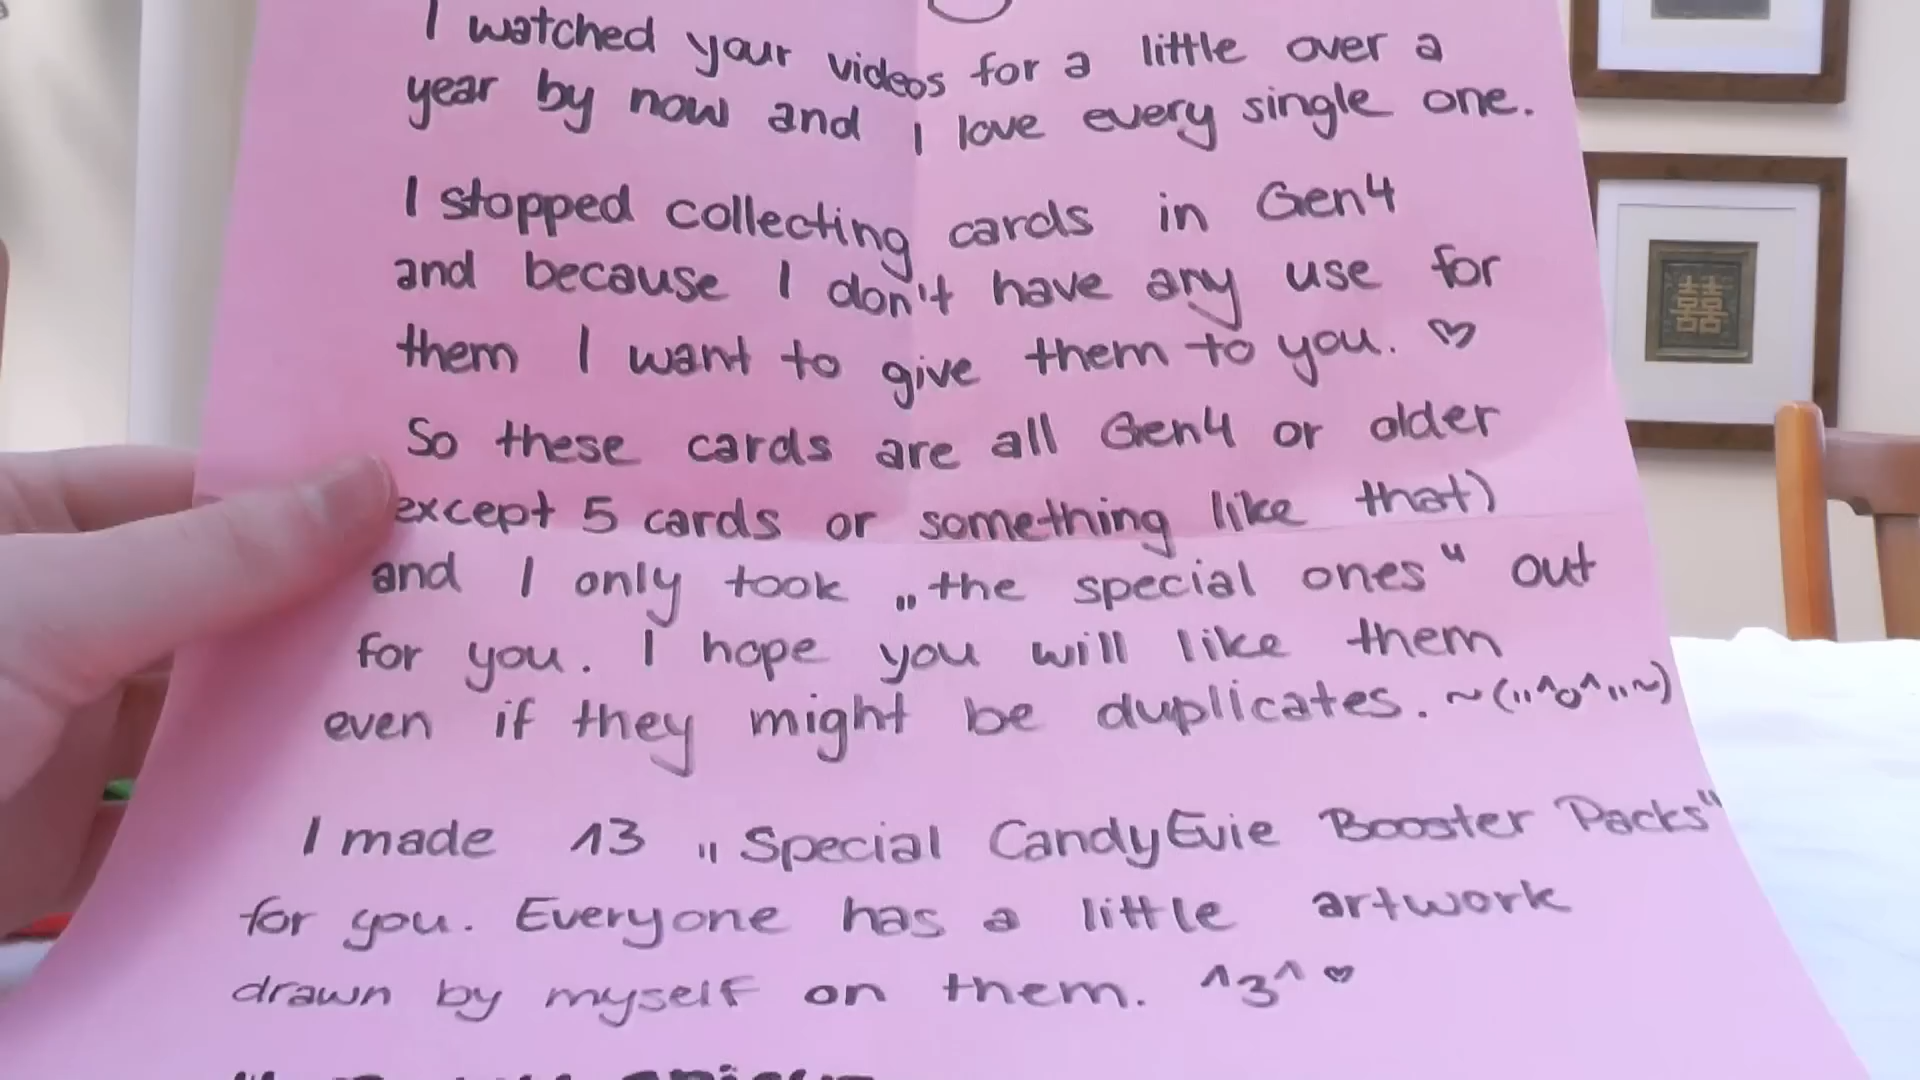 I watched your videos for a little over a
year by now and i love every single one.
I stopped collecting cards in Gen4
and because I don't have any use for
them I want to give them to you. ♡
So these cards are all Gen4 or older
except 5 cards or something like that)
and I only took „the special ones“ out
for you. I hope you will like them
even if they might be duplicates. ~(„^o^„~)
I made 13 „Special CandyEvie Booster Packs“
for you. Everyone has a little artwork
drawn by myself on them. ^3^ ♡
囍